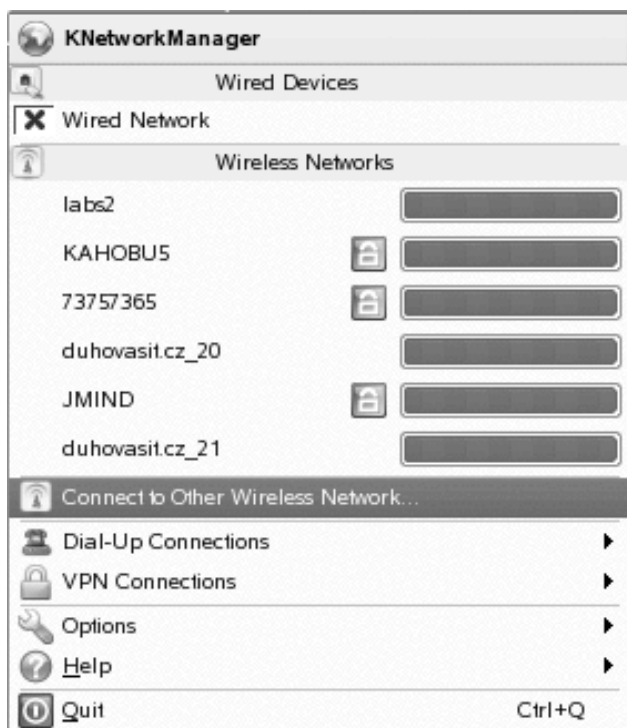 KNetworkManager
Wired Devices
Wired Network
Wireless Networks
labs2
KAHOBU5
73757365
duhovasit.cz_20
JMIND
duhovasit.cz_21
Connect to Other Wireless Network...
Dial-Up Connections
VPN Connections
Options
Help
Quit Ctrl+Q